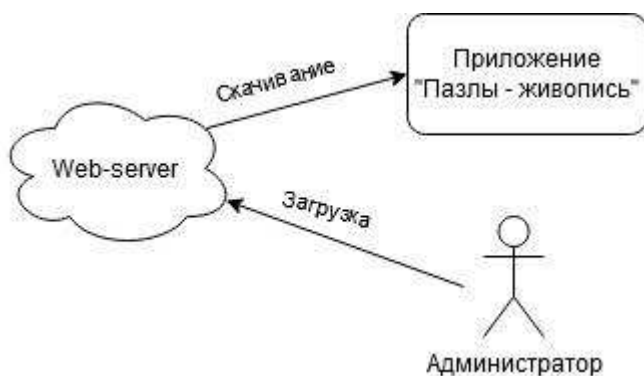 Приложение
"Пазлы - живопись"
Скачивание
Web-server
Загрузка
Администратор